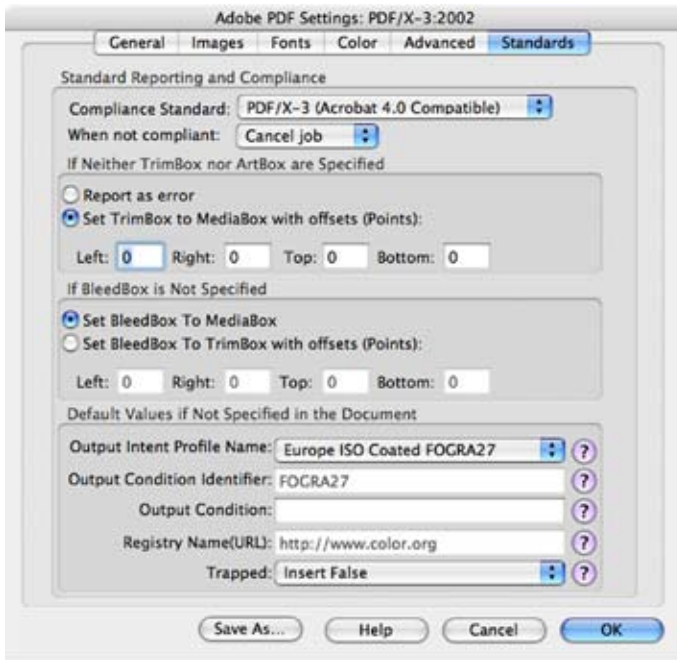 Adobe PDF Settings: PDF/X-3:2002
General Images Fonts Color Advanced Standards
Standard Reporting and Compliance
Compliance Standard: PDF/X-3 (Acrobat 4.0 Compatible)
When not compliant: Cancel job
If Neither TrimBox nor ArtBox are Specified
Report as error
Set TrimBox to MediaBox with offsets (Points):
Left: 0 Right: 0 Top: 0 Bottom: 0
If BleedBox is Not Specified
Set BleedBox To MediaBox
Set BleedBox To TrimBox with offsets (Points):
Left: 0 Right: 0 Top: 0 Bottom: 0
Default Values if Not Specified in the Document
Output Intent Profile Name: Europe ISO Coated FOGRA27 ?
Output Condition Identifier: FOGRA27 ?
Output Condition: ?
Registry Name(URL): http://www.color.org ?
Trapped: Insert False ?
Save As... Help Cancel OK